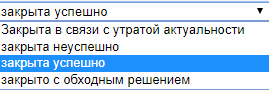 закрыта успешно
Закрыта в связи с утратой актуальности
закрыта неуспешно
закрыта успешно
закрыто с обходным решением